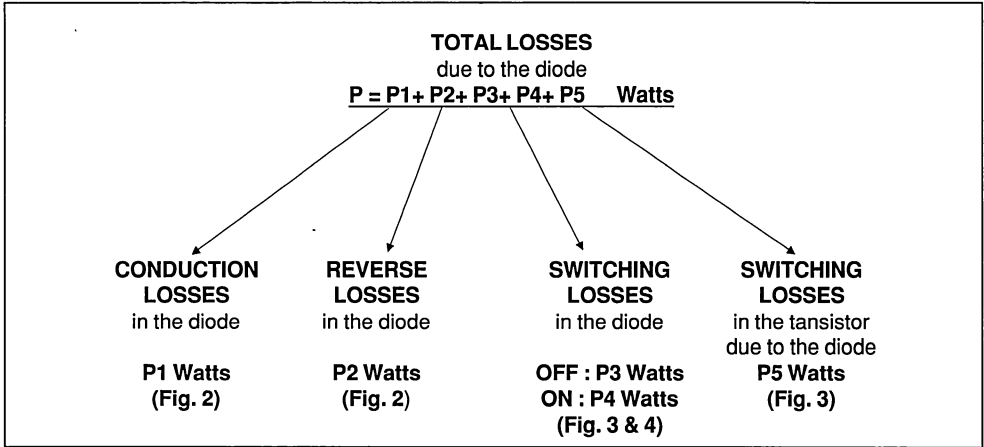 TOTAL LOSSES
due to the diode
P = P1+ P2+ P3+ P4+ P5 Watts
CONDUCTION
LOSSES
in the diode
P1 Watts
(Fig. 2)
REVERSE
LOSSES
in the diode
P2 Watts
(Fig. 2)
SWITCHING
LOSSES
in the diode
OFF : P3 Watts
ON : P4 Watts
(Fig. 3 & 4)
SWITCHING
LOSSES
in the tansistor
due to the diode
P5 Watts
(Fig. 3)